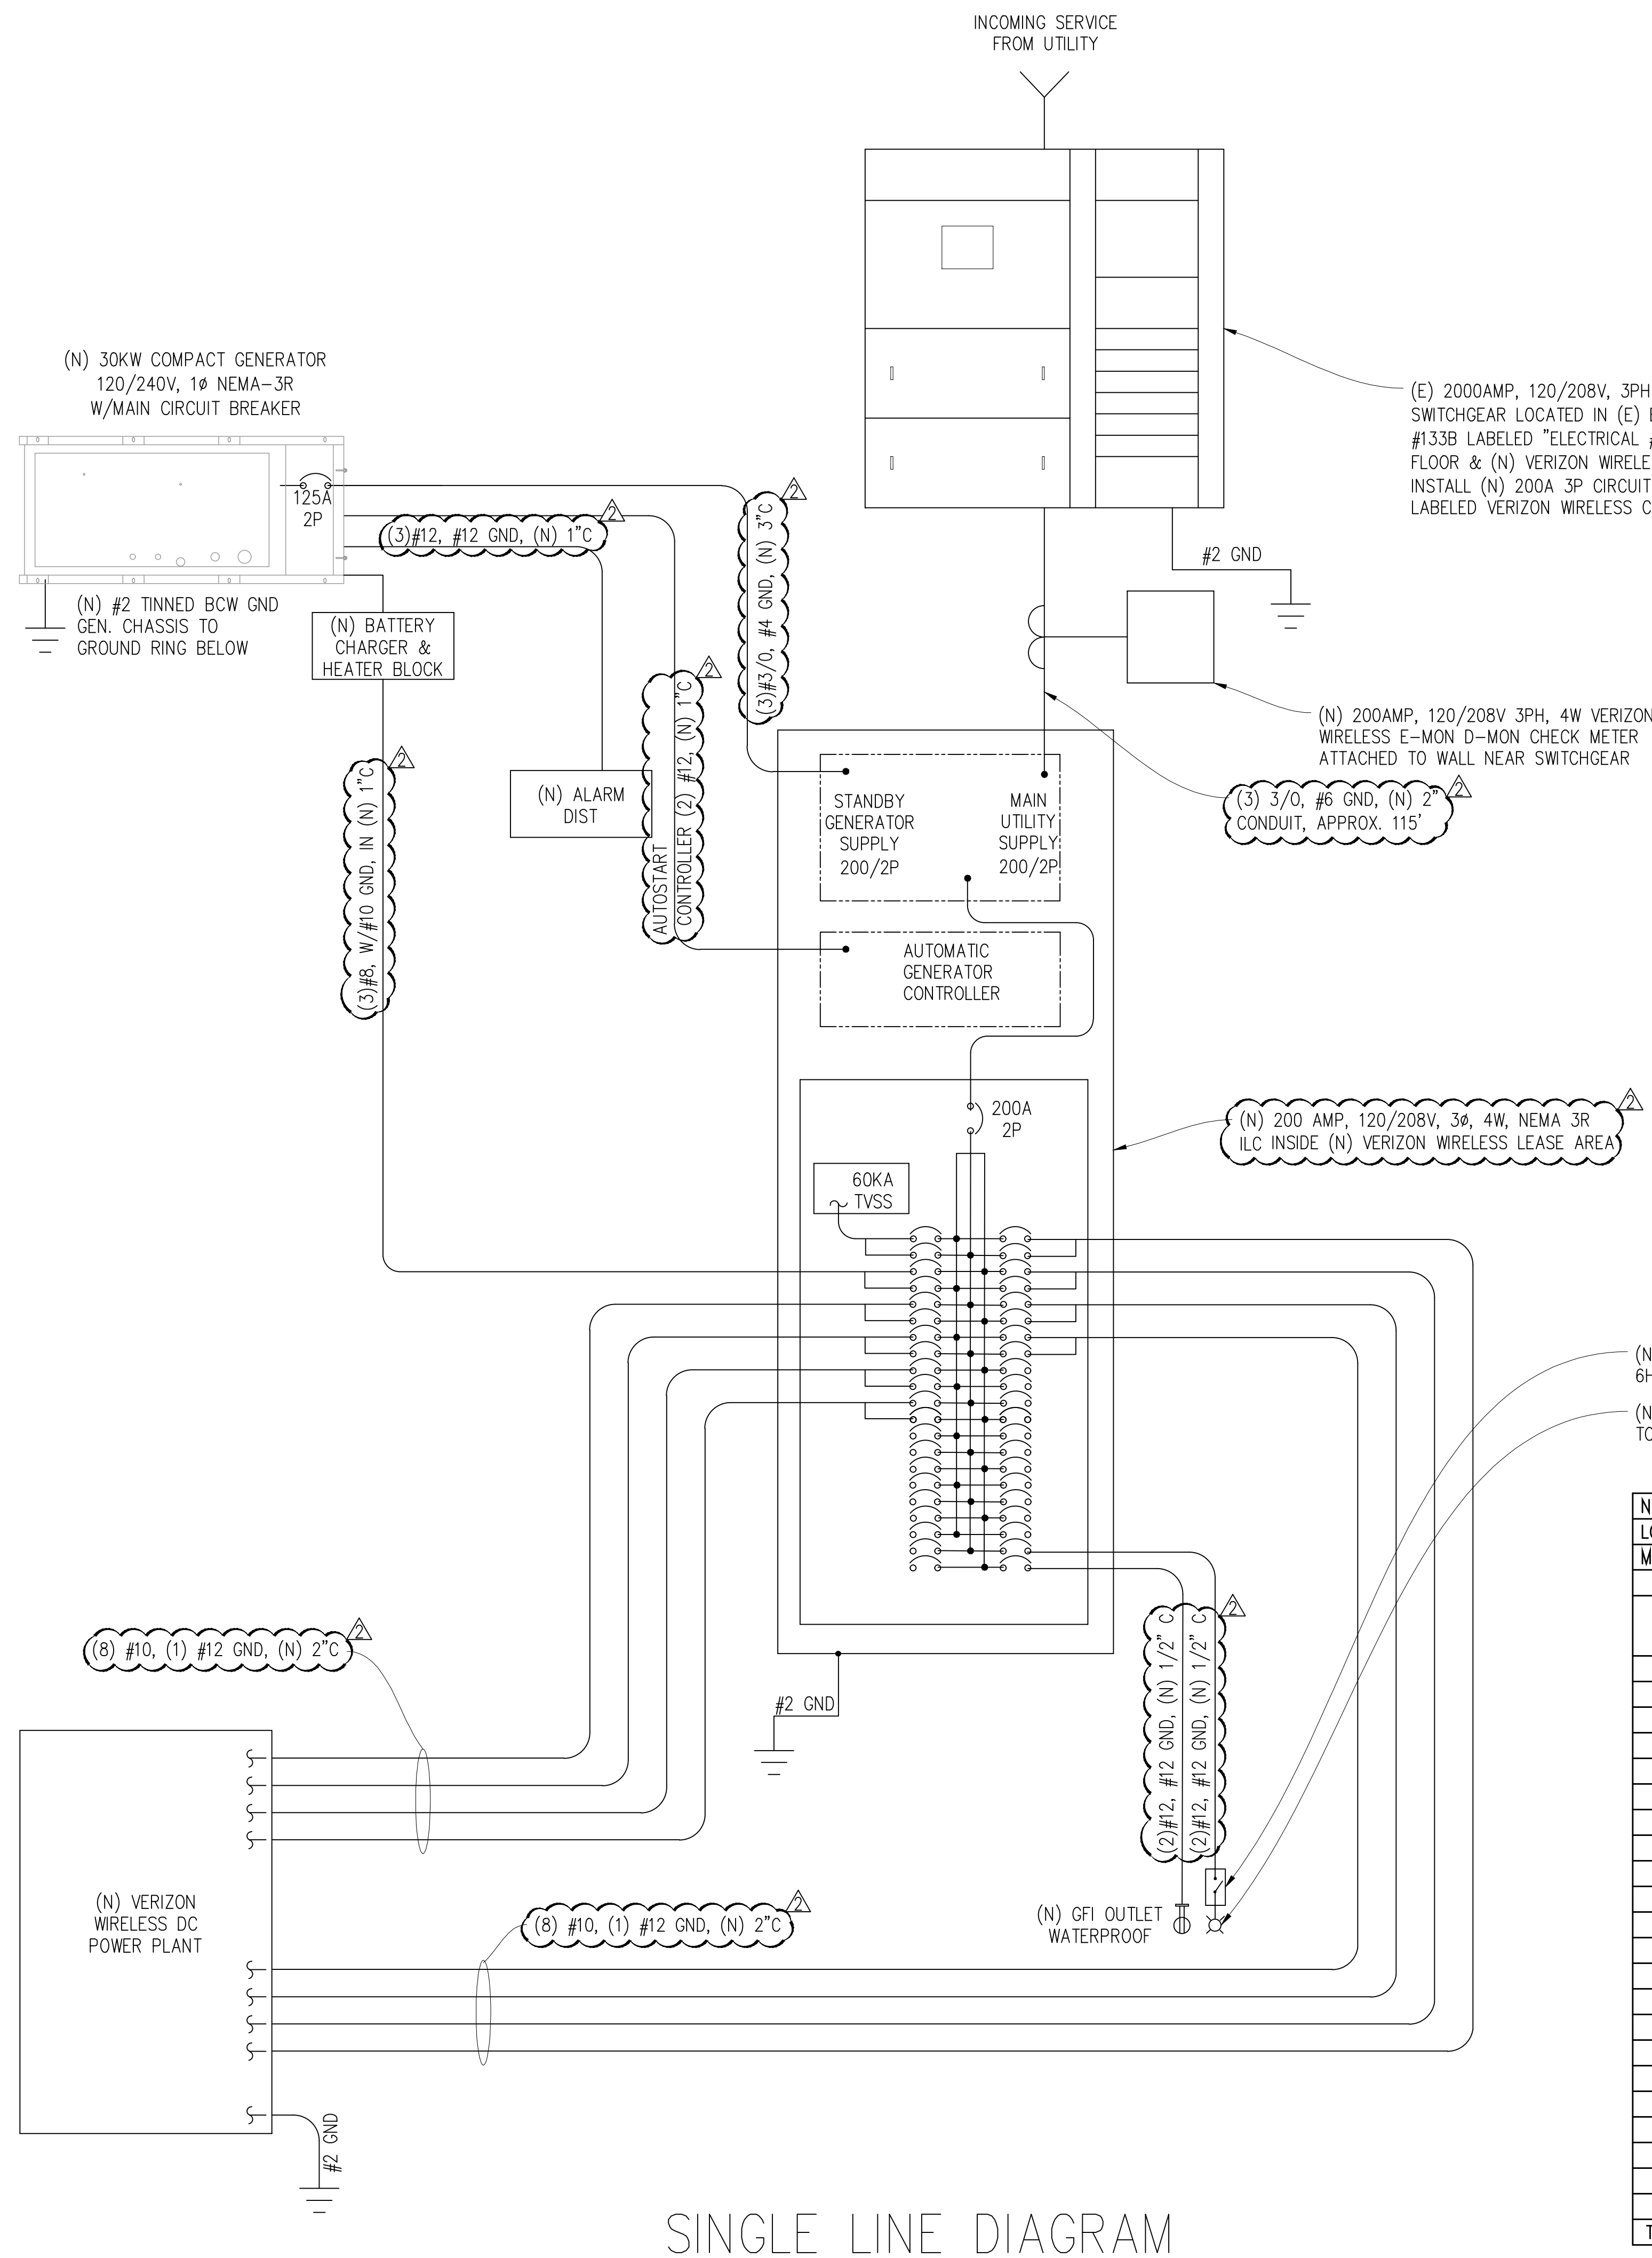 INCOMING SERVICE
FROM UTILITY
(N) 30KW COMPACT GENERATOR
120/240V, 1ø NEMA-3R
W/MAIN CIRCUIT BREAKER
125A
2P
(N) #2 TINNED BCW GND
GEN. CHASSIS TO
GROUND RING BELOW
(N) BATTERY
CHARGER &
HEATER BLOCK
(3)#12, #12 GND, (N) 1"C
2
(3)#3/0, #4 GND, (N) 3"C
2
AUTOSTART
CONTROLLER (2) #12, (N) 1"C
2
(3)#8, W/#10 GND, IN (N) 1"C
2
(N) ALARM
DIST
(E) 2000AMP, 120/208V, 3PH
SWITCHGEAR LOCATED IN (E)
#133B LABELED "ELECTRICAL
FLOOR & (N) VERIZON
INSTALL (N) 200A 3P CIRCUIT
LABELED VERIZON WIRELESS
#2 GND
(N) 200AMP, 120/208V 3PH, 4W VERIZON
WIRELESS E-MON D-MON CHECK METER
ATTACHED TO WALL NEAR SWITCHGEAR
(3) 3/0, #6 GND, (N) 2"
CONDUIT, APPROX. 115'
2
STANDBY
GENERATOR
SUPPLY
200/2P
MAIN
UTILITY
SUPPLY
200/2P
AUTOMATIC
GENERATOR
CONTROLLER
200A
2P
(N) 200 AMP, 120/208V, 3ø, 4W, NEMA 3R
ILC INSIDE (N) VERIZON WIRELESS LEASE AREA
2
60KA
TVSS
(8) #10, (1) #12 GND, (N) 2"C
2
#2 GND
(2)#12, #12 GND, (N) 1/2" C
(2)#12, #12 GND, (N) 1/2" C
2
(N) VERIZON
WIRELESS DC
POWER PLANT
(8) #10, (1) #12 GND, (N) 2"C
2
(N) GFI OUTLET
WATERPROOF
#2 GND
SINGLE LINE DIAGRAM